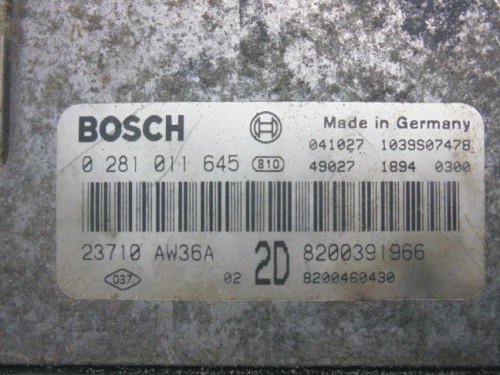 BOSCH Made in Germany
041027 1039S07478
0 281 011 645 810 49027 1894 0300
23710 AW36A 2D 8200391966
037 02 8200460430